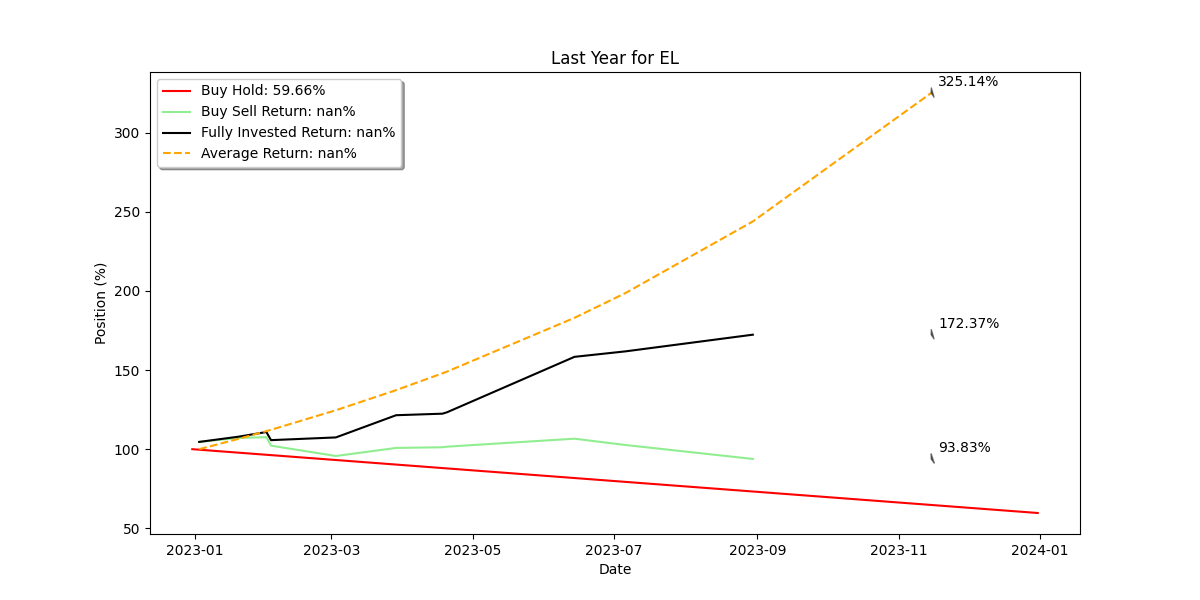 Last Year for EL
Buy Hold: 59.66%
Buy Sell Return: nan%
Fully Invested Return: nan%
Average Return: nan%
325.14%
172.37%
93.83%
Position (%)
300
250
200
150
100
50
2023-01
2023-03
2023-05
2023-07
2023-09
2023-11
2024-01
Date